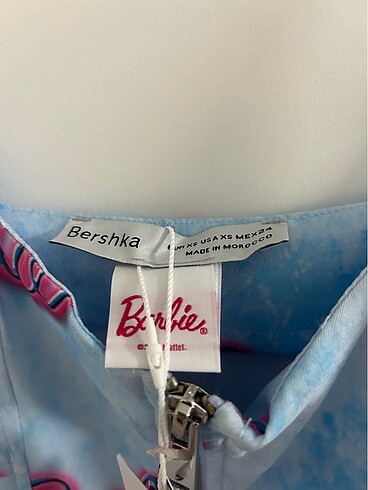 Bershka
EUR XS USA XS MEX 24
MADE IN MOROCCO
Barbie®